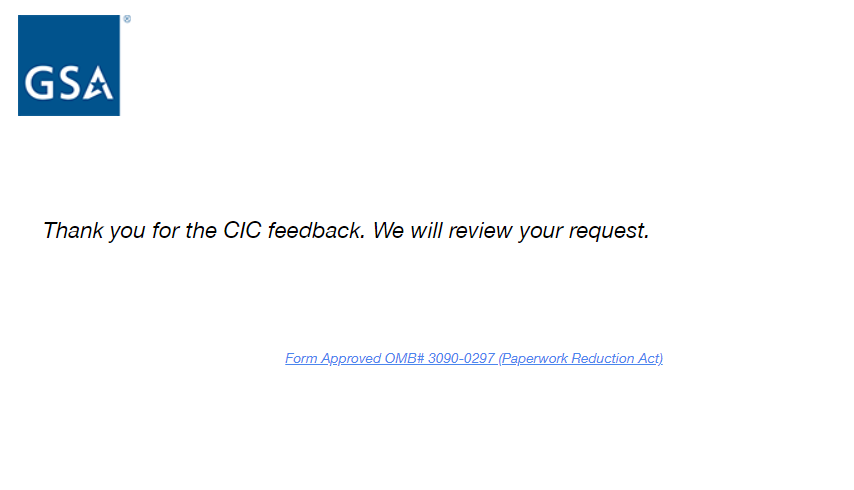 GSA ®
Thank you for the CIC feedback. We will review your request.
Form Approved OMB# 3090-0297 (Paperwork Reduction Act)